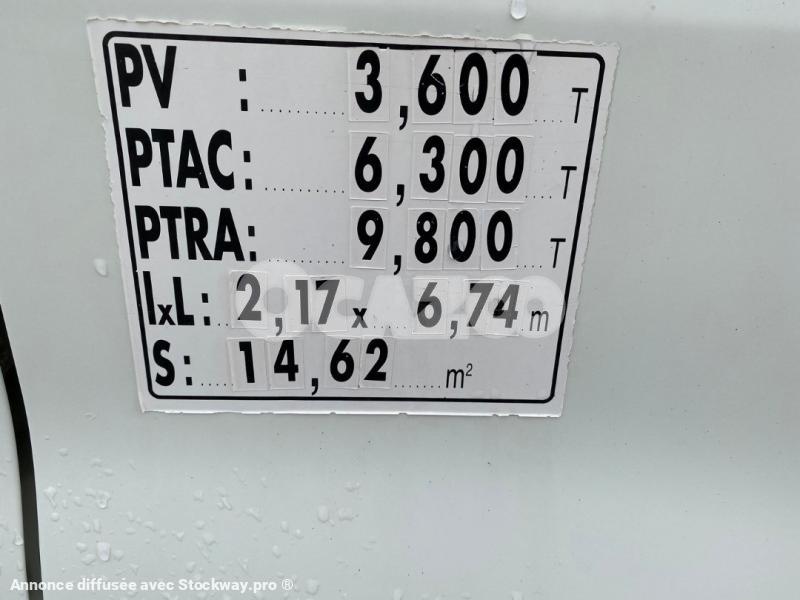 PV : 3,600 T
PTAC: 6,300 T
PTRA: 9,800 T
lxL: 2,17 x 6,74 m
S: 14,62 m²
OCAZOO
Annonce diffusée avec Stockway.pro ®